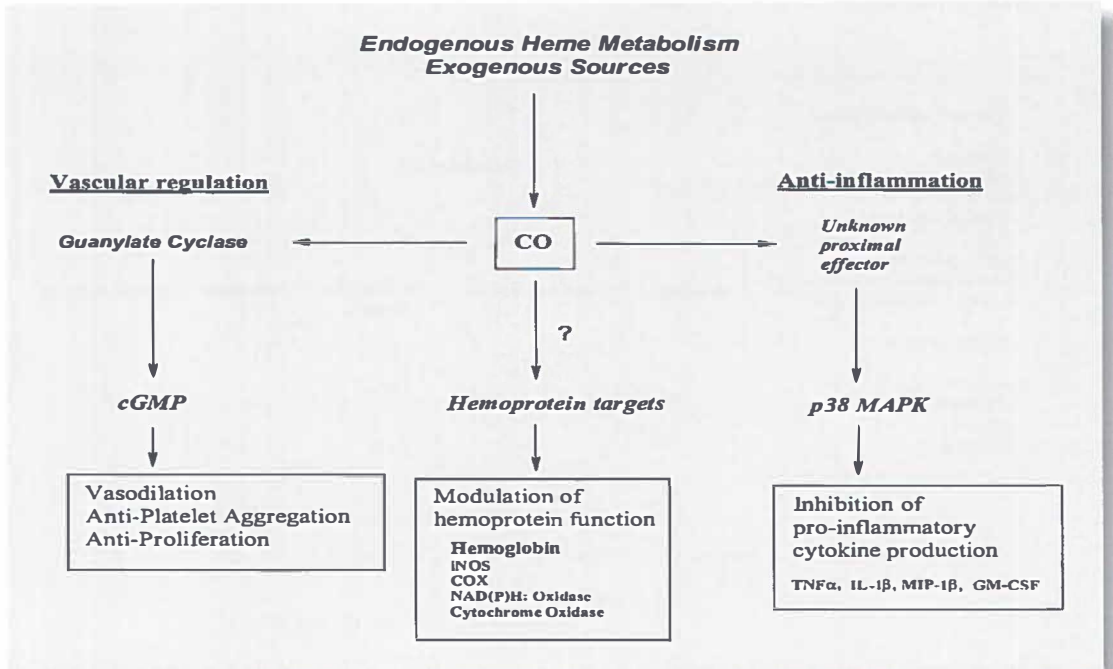 Endogenous Heme Metabolism
Exogenous Sources
Vascular regulation
Guanylate Cyclase
cGMP
Vasodilation
Anti-Platelet Aggregation
Anti-Proliferation
CO
?
Hemoprotein targets
Modulation of
hemoprotein function
Hemoglobin
iNOS
COX
NAD(P)H: Oxidase
Cytochrome Oxidase
Anti-inflammation
Unknown
proximal
effector
p38 MAPK
Inhibition of
pro-inflammatory
cytokine production
TNFα, IL-1β, MIP-1β, GM-CSF